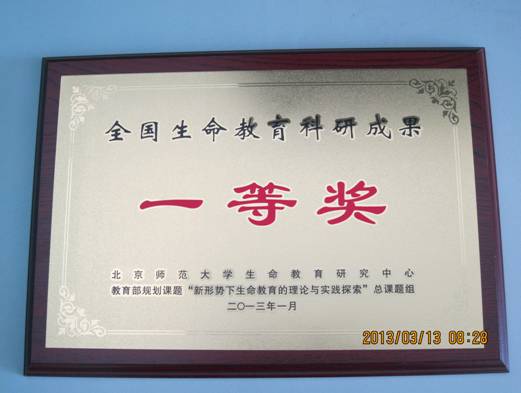 全国生命教育科研成果
一等奖
北京师范大学生命教育研究中心
教育部规划课题“新形势下生命教育的理论与实践探索”总课题组
二〇一三年一月
2013/03/13 08:28